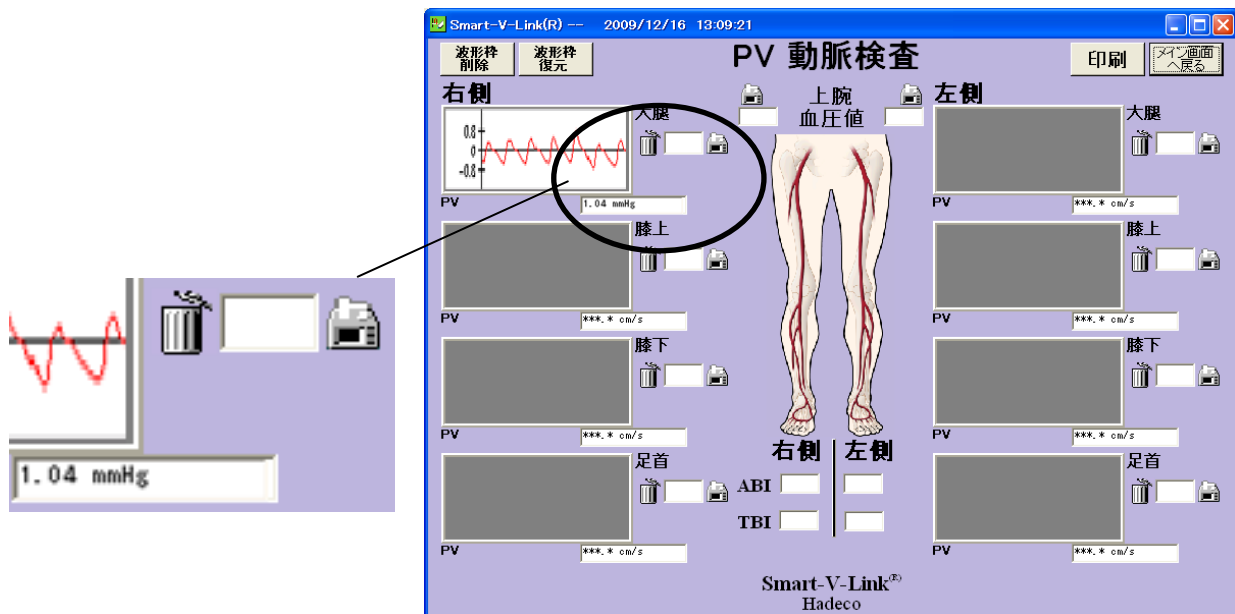 Smart-V-Link(R) -- 2009/12/16 13:09:21
波形枠
削除
波形枠
復元
PV 動脈検査
印刷
メイン画面
へ戻る
右側
上腕
血圧値
左側
大腿
0.8
0
-0.8
PV 1.04 mmHg
膝上
PV ***.* cm/s
膝下
PV ***.* cm/s
足首
PV ***.* cm/s
大腿
PV ***.* cm/s
膝上
PV ***.* cm/s
膝下
PV ***.* cm/s
足首
PV ***.* cm/s
右側 左側
ABI
TBI
Smart-V-Link(R)
Hadeco
1.04 mmHg